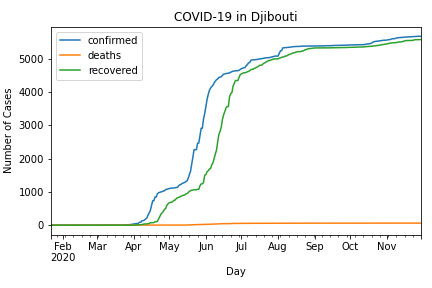 COVID-19 in Djibouti
confirmed
deaths
recovered
Number of Cases
5000
4000
3000
2000
1000
0
Feb Mar Apr May Jun Jul Aug Sep Oct Nov
2020
Day